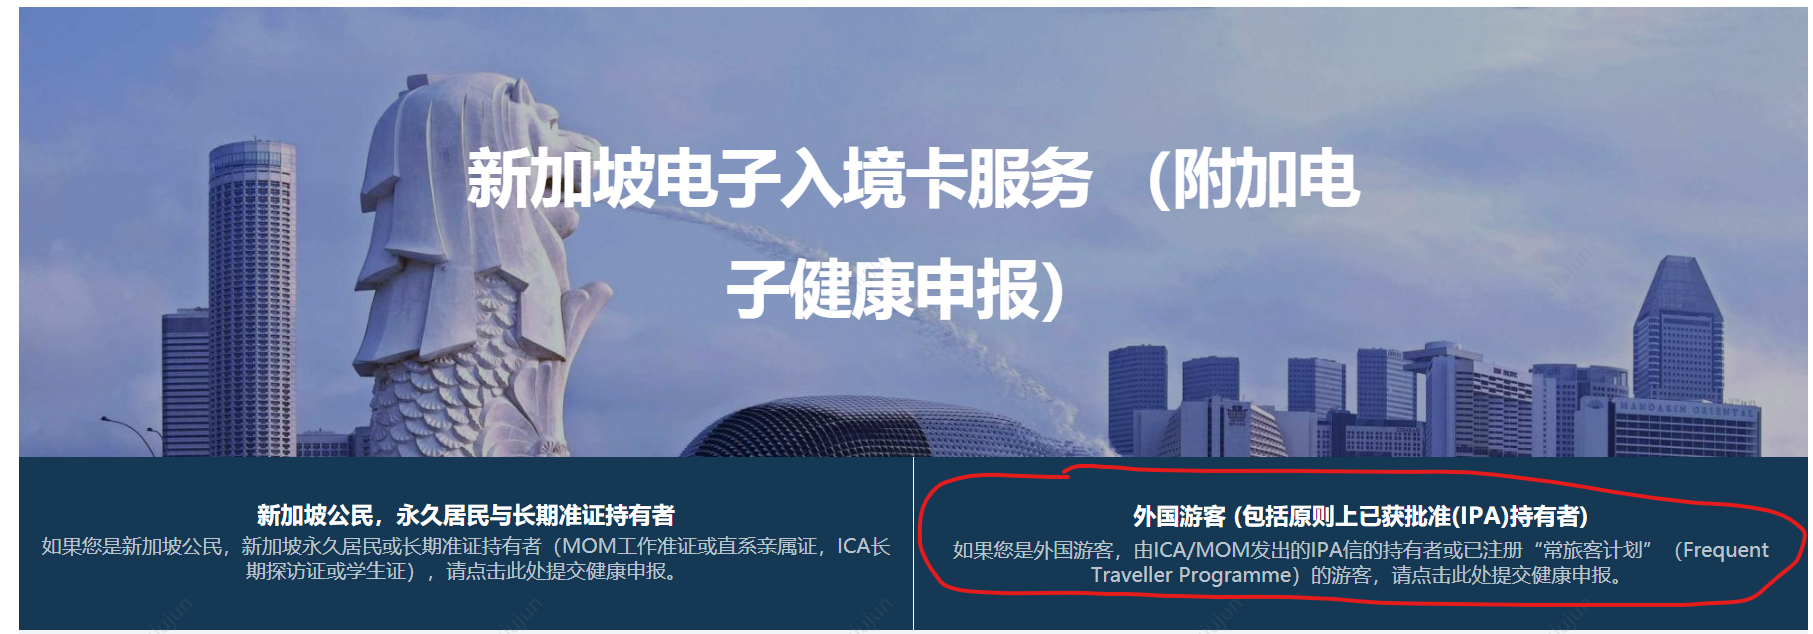 新加坡电子入境卡服务 （附加电
子健康申报）
MANDARIN ORIENTAL
新加坡公民，永久居民与长期准证持有者
如果您是新加坡公民，新加坡永久居民或长期准证持有者（MOM工作准证或直系亲属证，ICA长
期探访证或学生证），请点击此处提交健康申报。
外国游客 (包括原则上已获批准(IPA)持有者)
如果您是外国游客，由ICA/MOM发出的IPA信的持有者或已注册“常旅客计划”（Frequent
Traveller Programme）的游客，请点击此处提交健康申报。